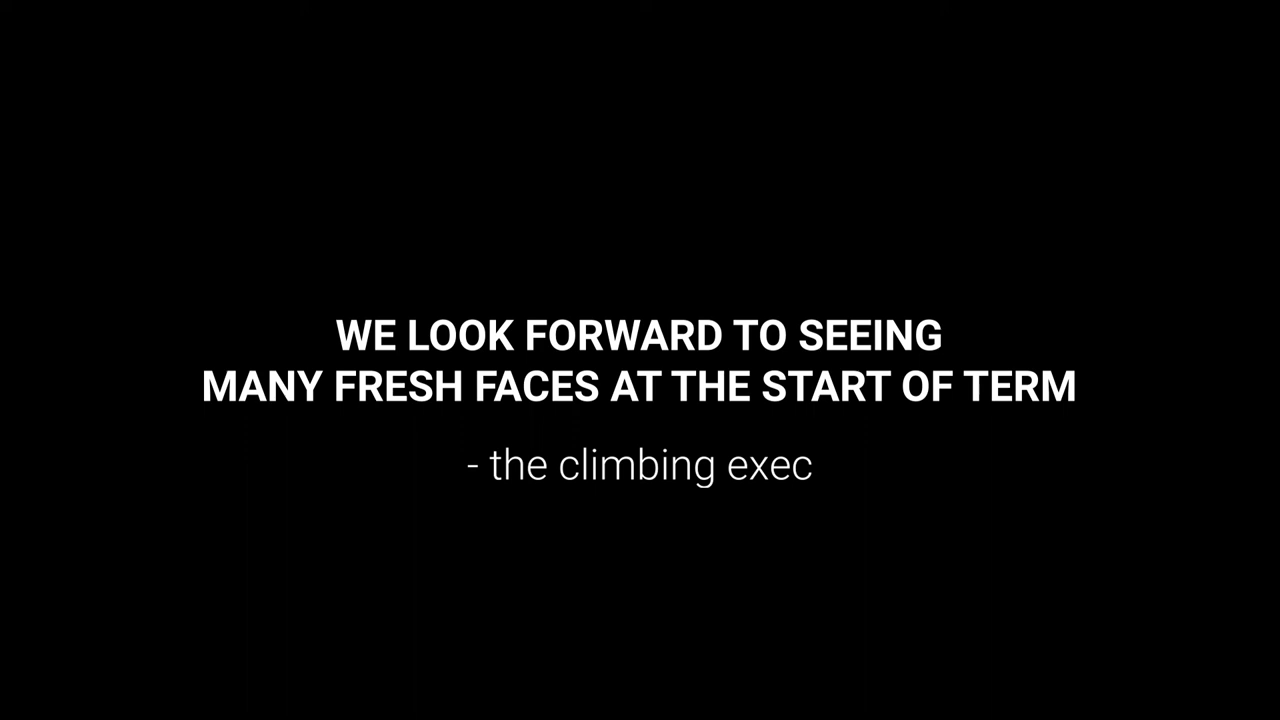 WE LOOK FORWARD TO SEEING
MANY FRESH FACES AT THE START OF TERM
- the climbing exec